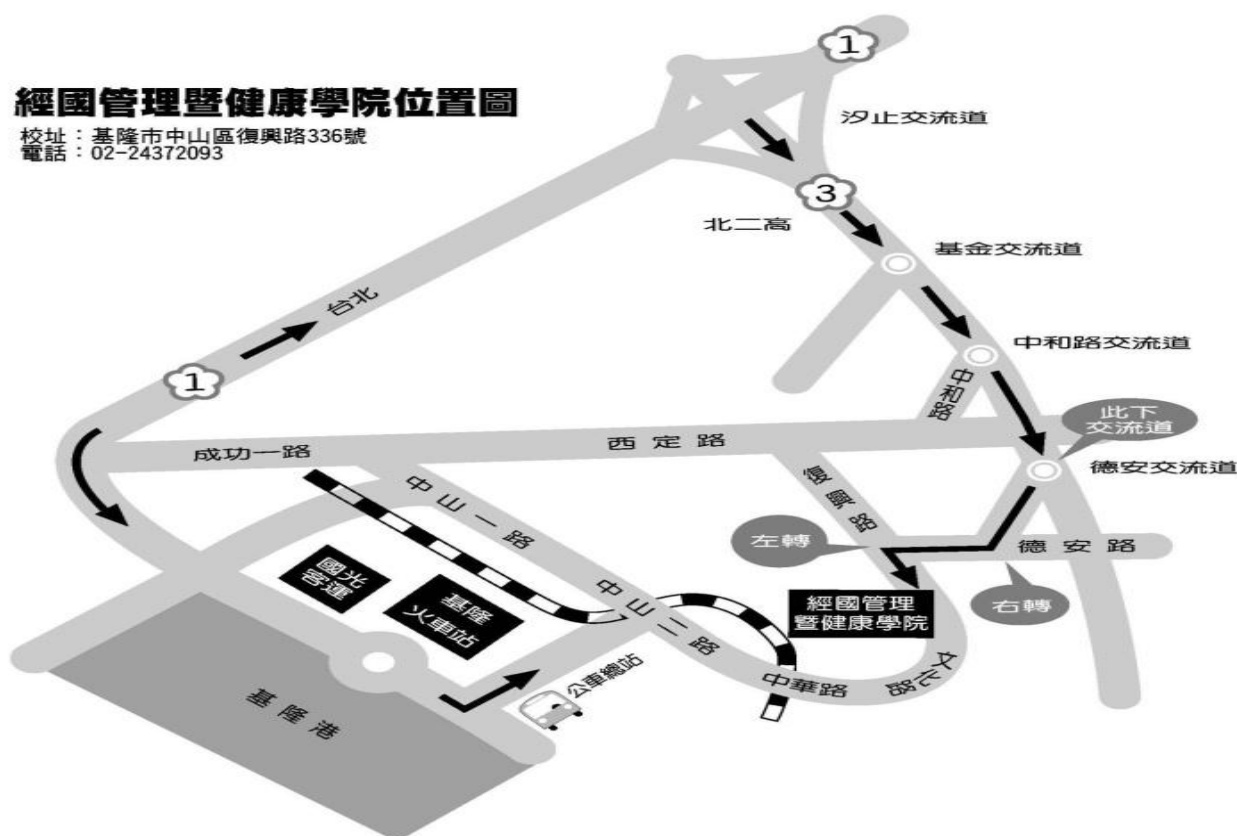 經國管理暨健康學院位置圖
校址：基隆市中山區復興路336號
電話：02-24372093
1
汐止交流道
3
北二高
基金交流道
台北
中和路交流道
1
中和路
此下
交流道
西定路
成功一路
德安交流道
復興路
中山一路
左轉
德安路
國光
客運
基隆
火車站
中山二路
經國管理
暨健康學院
右轉
文化路
公車總站
中華路
基隆港